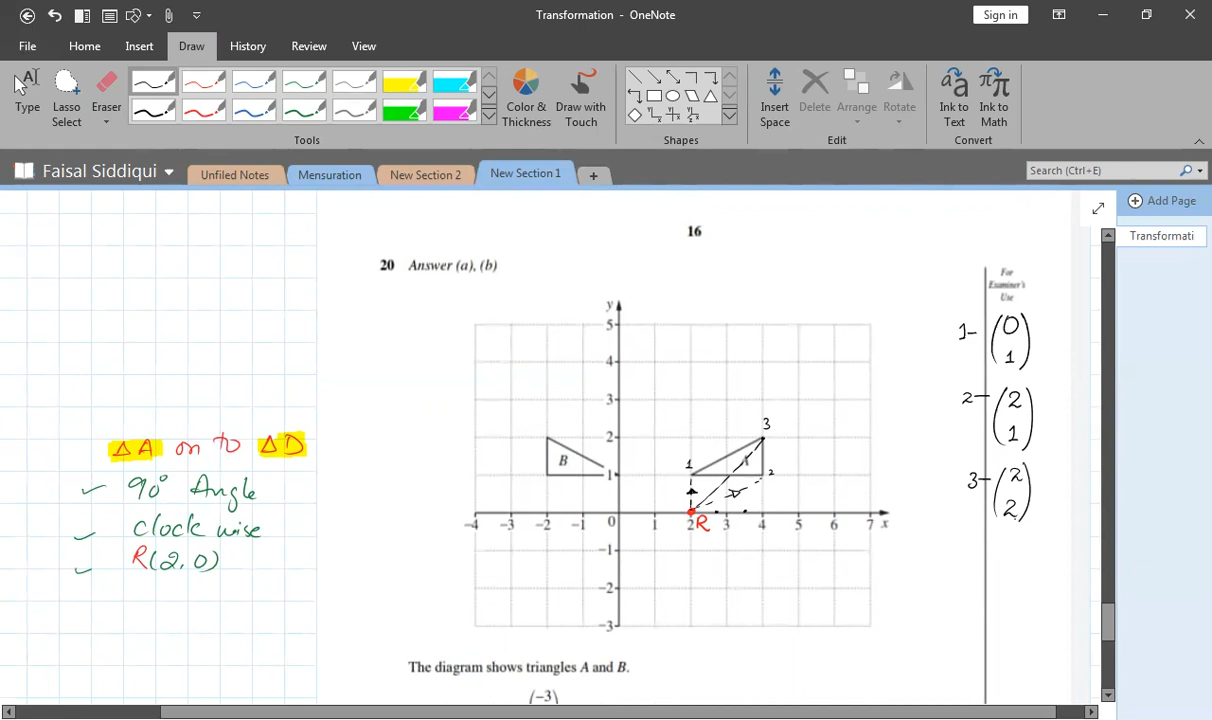 Transformation - OneNote
Sign in
File Home Insert Draw History Review View
Type
Lasso Select
Eraser
Color & Thickness
Draw with Touch
Insert Space
Delete
Arrange
Rotate
Ink to Text
Ink to Math
Tools
Shapes
Edit
Convert
Faisal Siddiqui
Unfiled Notes
Mensuration
New Section 2
New Section 1
Search (Ctrl+E)
Add Page
Transformati
16
20 Answer (a), (b)
For
Examiner's
Use
y
5
4
3
2
1
-4 -3 -2 -1 0 1 2 3 4 5 6 7 x
-1
-2
-3
B
A
1
2
3
R
1- (0
1)
2- (2
1)
3- (2
2)
ΔA on to ΔD
90° Angle
clock wise
R(2,0)
The diagram shows triangles A and B.
(-3)